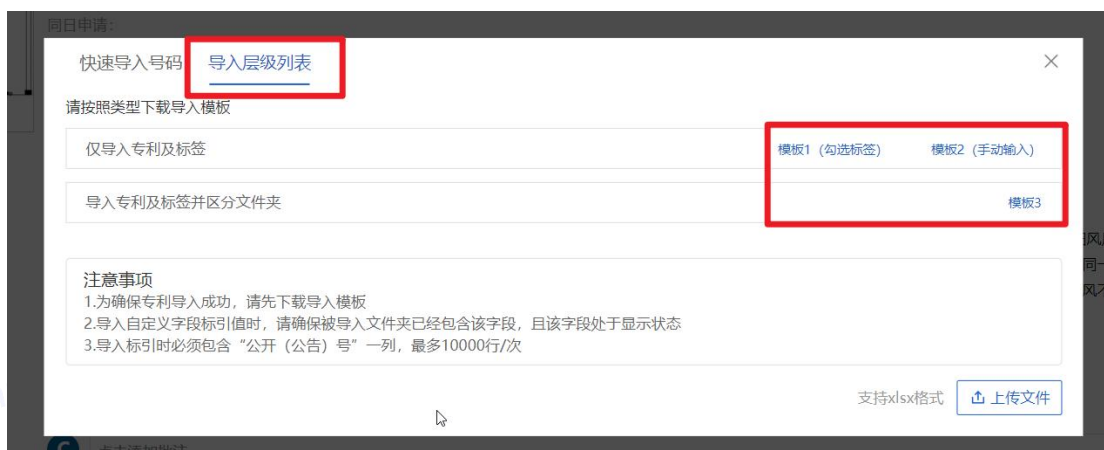 同日申请:
快速导入号码 导入层级列表
请按照类型下载导入模板
仅导入专利及标签 模板1（勾选标签） 模板2（手动输入）
导入专利及标签并区分文件夹 模板3
注意事项
1.为确保专利导入成功，请先下载导入模板
2.导入自定义字段标引值时，请确保被导入文件夹已经包含该字段，且该字段处于显示状态
3.导入标引时必须包含“公开（公告）号”一列，最多10000行/次
支持xlsx格式 上传文件